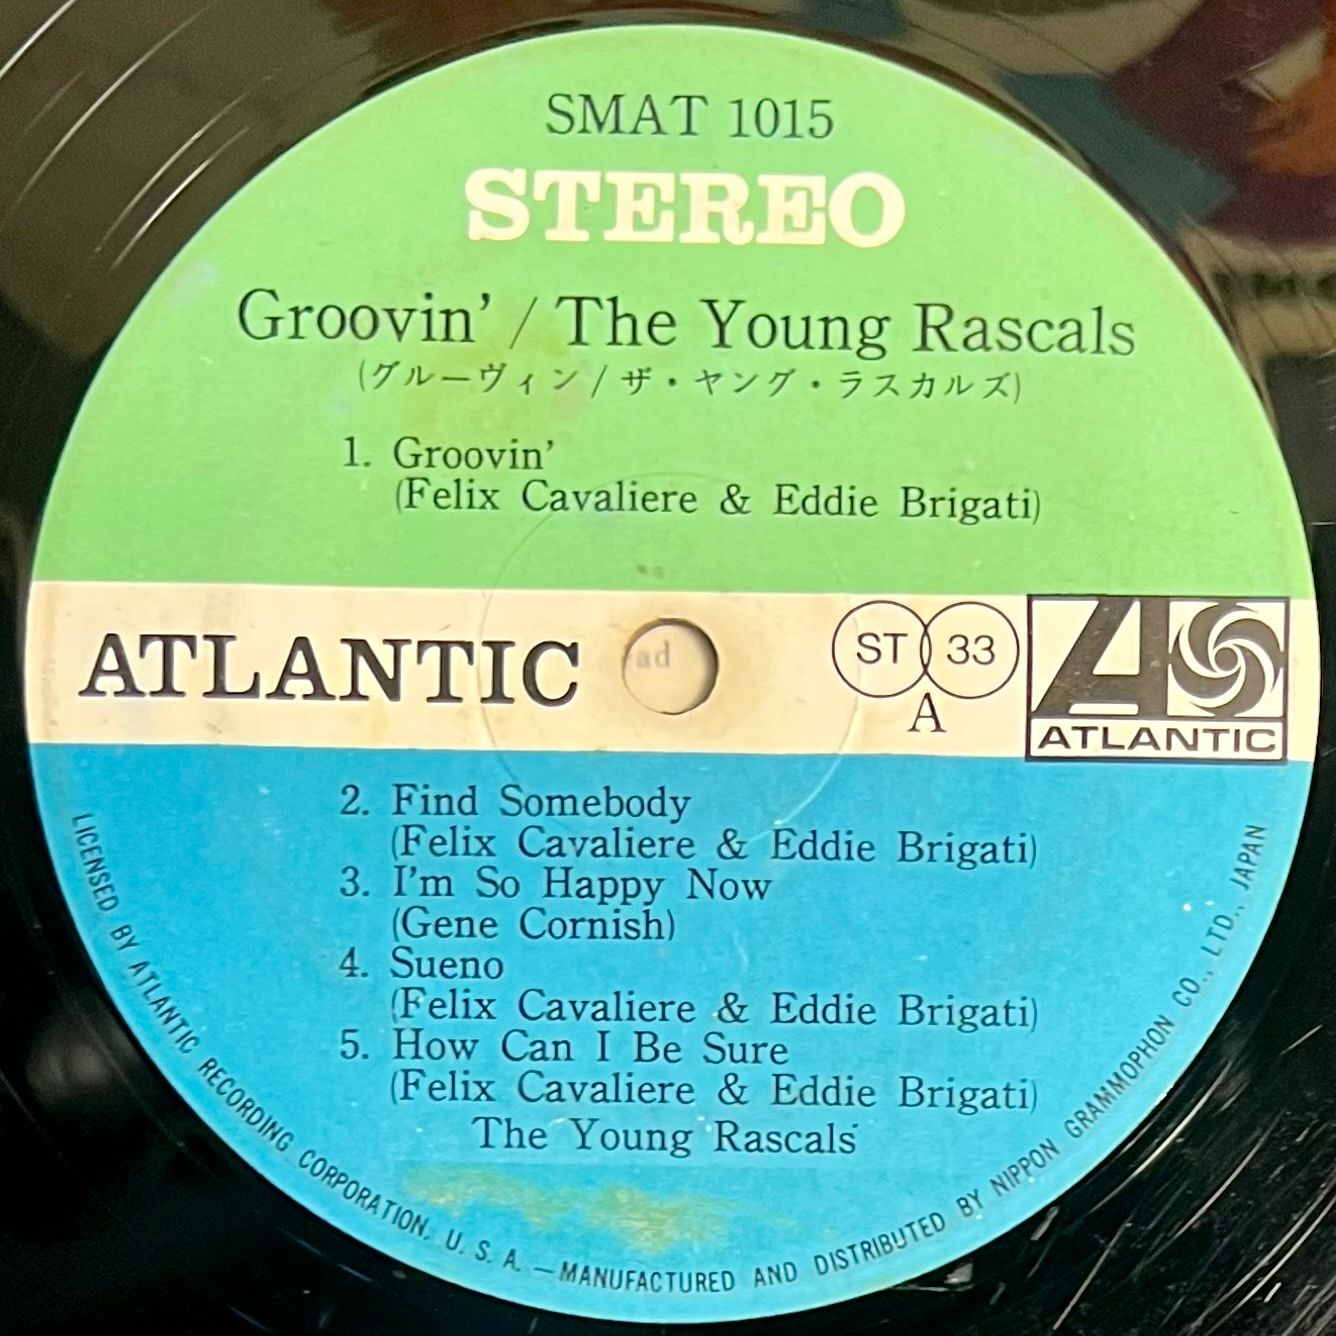 SMAT 1015
STEREO
Groovin' / The Young Rascals
(グルーヴィン / ザ・ヤング・ラスカルズ)
1. Groovin'
(Felix Cavaliere & Eddie Brigati)
ATLANTIC
ad
ST 33
A
ATLANTIC
2. Find Somebody
(Felix Cavaliere & Eddie Brigati)
3. I'm So Happy Now
(Gene Cornish)
4. Sueno
(Felix Cavaliere & Eddie Brigati)
5. How Can I Be Sure
(Felix Cavaliere & Eddie Brigati)
The Young Rascals
LICENSED BY ATLANTIC RECORDING CORPORATION, U. S. A. — MANUFACTURED AND DISTRIBUTED BY NIPPON GRAMMOPHON CO., LTD., JAPAN